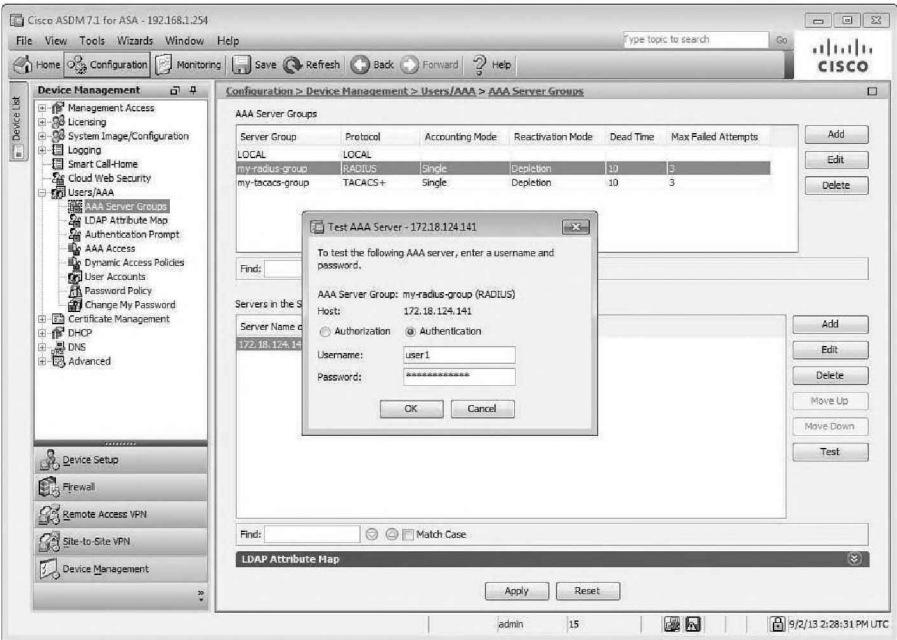 Cisco ASDM 7.1 for ASA - 192.168.1.254
File View Tools Wizards Window Help
Type topic to search Go
Home Configuration Monitoring Save Refresh Back Forward Help
CISCO
Device List
Device Management
Management Access
Licensing
System Image/Configuration
Logging
Smart Call-Home
Cloud Web Security
Users/AAA
AAA Server Groups
LDAP Attribute Map
Authentication Prompt
AAA Access
Dynamic Access Policies
User Accounts
Password Policy
Change My Password
Certificate Management
DHCP
DNS
Advanced
Device Setup
Firewall
Remote Access VPN
Site-to-Site VPN
Device Management
Configuration > Device Management > Users/AAA > AAA Server Groups
AAA Server Groups
Server Group Protocol Accounting Mode Reactivation Mode Dead Time Max Failed Attempts
LOCAL LOCAL
my-radius-group RADIUS Single Depletion 10 3
my-tacacs-group TACACS+ Single Depletion 10 3
Add
Edit
Delete
Find:
Servers in the S
Server Name o
172.18.124.14
Test AAA Server - 172.18.124.141
To test the following AAA server, enter a username and
password.
AAA Server Group: my-radius-group (RADIUS)
Host: 172.18.124.141
Authorization Authentication
Username: user1
Password: ************
OK Cancel
Add
Edit
Delete
Move Up
Move Down
Test
Find: Match Case
LDAP Attribute Map
Apply Reset
admin 15 9/2/13 2:28:31 PM UTC